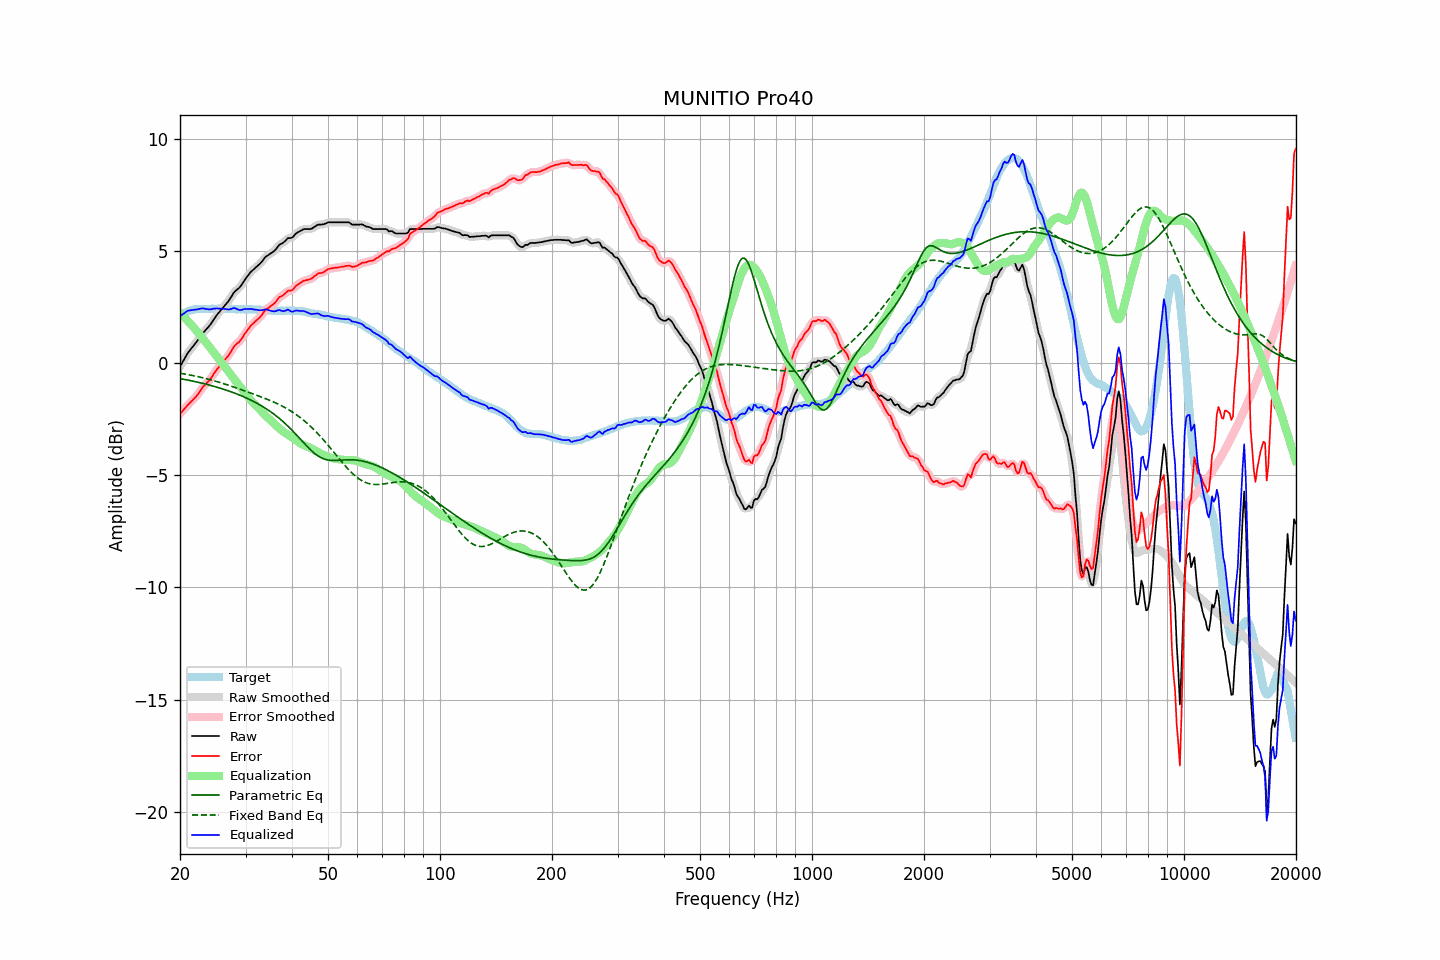 MUNITIO Pro40
Amplitude (dBr)
10
5
0
−5
−10
−15
−20
Target
Raw Smoothed
Error Smoothed
Raw
Error
Equalization
Parametric Eq
Fixed Band Eq
Equalized
20 50 100 200 500 1000 2000 5000 10000 20000
Frequency (Hz)